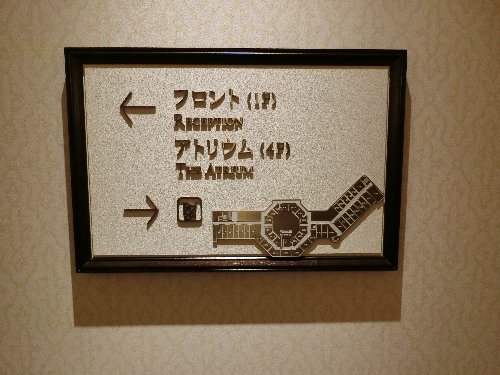 フロント (1F)
RECEPTION
アトリウム (4F)
THE ATRIUM